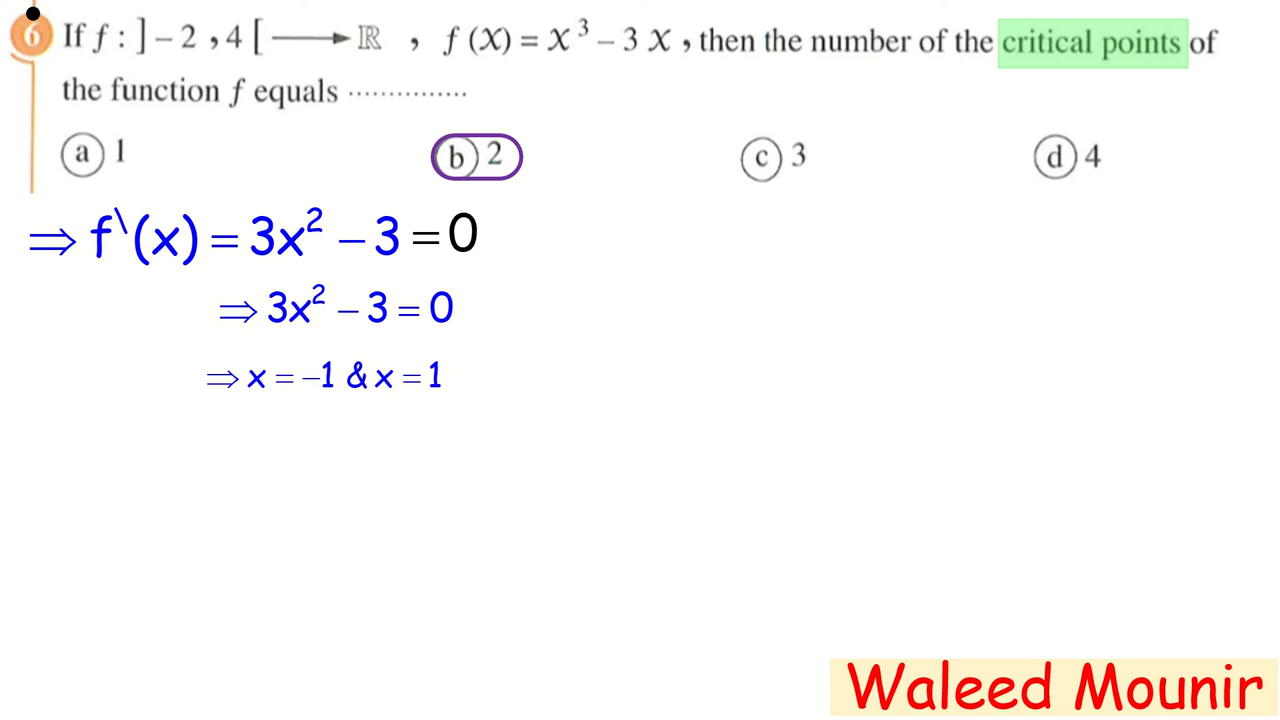 6 If f : ] – 2 , 4 [ ⟶ ℝ , f (X) = X³ – 3 X , then the number of the critical points of
the function f equals ···············
ⓐ 1 ⓑ 2 ⓒ 3 ⓓ 4
⇒ f\(x) = 3x² – 3 = 0
⇒ 3x² – 3 = 0
⇒ x = –1 & x = 1
Waleed Mounir